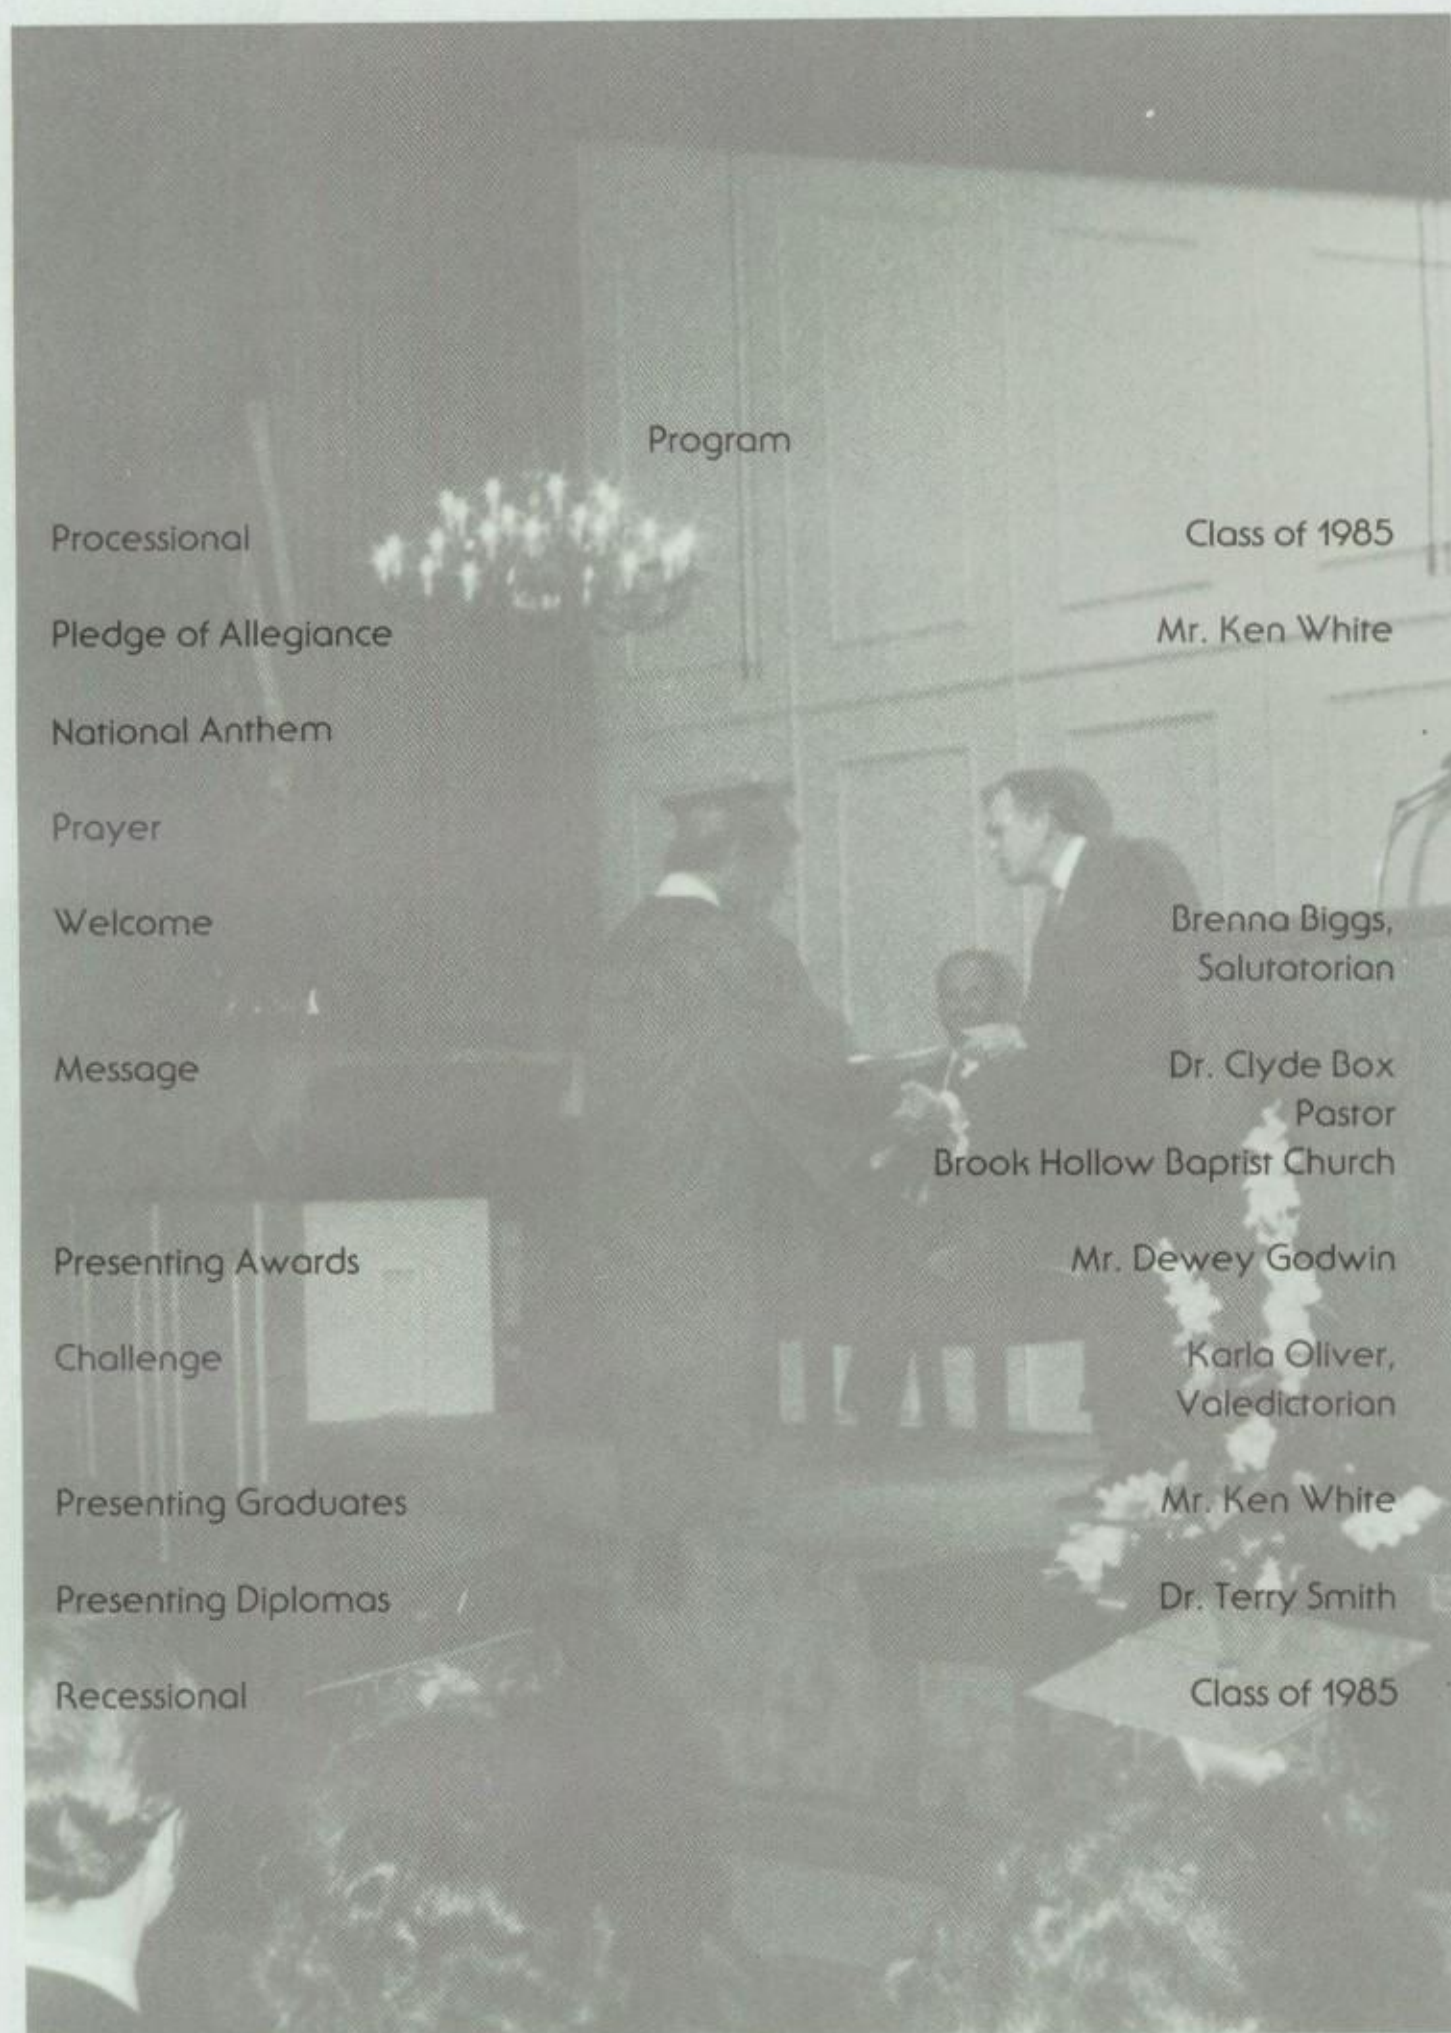 Program
Processional Class of 1985
Pledge of Allegiance Mr. Ken White
National Anthem
Prayer
Welcome Brenna Biggs,
Salutatorian
Message Dr. Clyde Box
Pastor
Brook Hollow Baptist Church
Presenting Awards Mr. Dewey Godwin
Challenge Karla Oliver,
Valedictorian
Presenting Graduates Mr. Ken White
Presenting Diplomas Dr. Terry Smith
Recessional Class of 1985